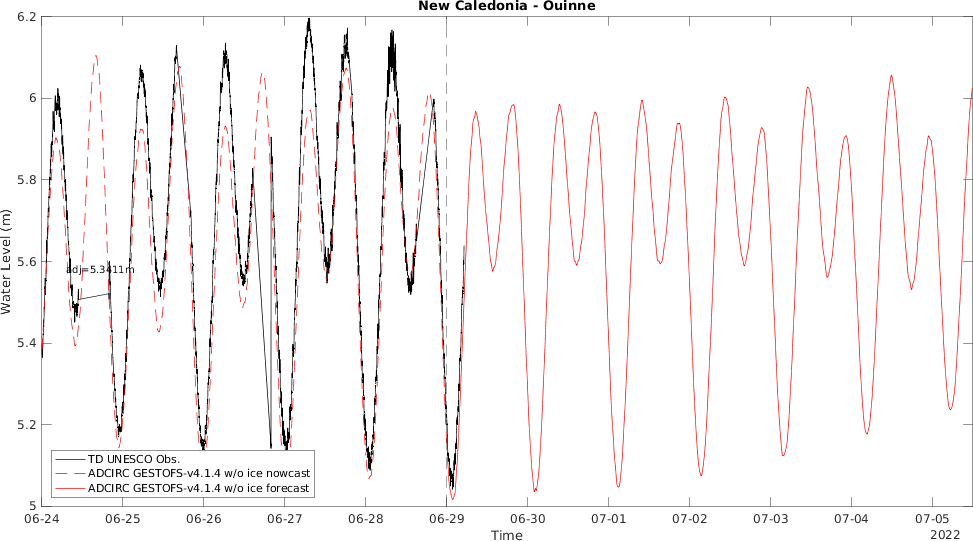 New Caledonia - Ouinne
6.2
6
5.8
5.6
5.4
5.2
5
Water Level (m)
adj=5.3411m
TD UNESCO Obs.
ADCIRC GESTOFS-v4.1.4 w/o ice nowcast
ADCIRC GESTOFS-v4.1.4 w/o ice forecast
06-24 06-25 06-26 06-27 06-28 06-29 06-30 07-01 07-02 07-03 07-04 07-05
Time
2022